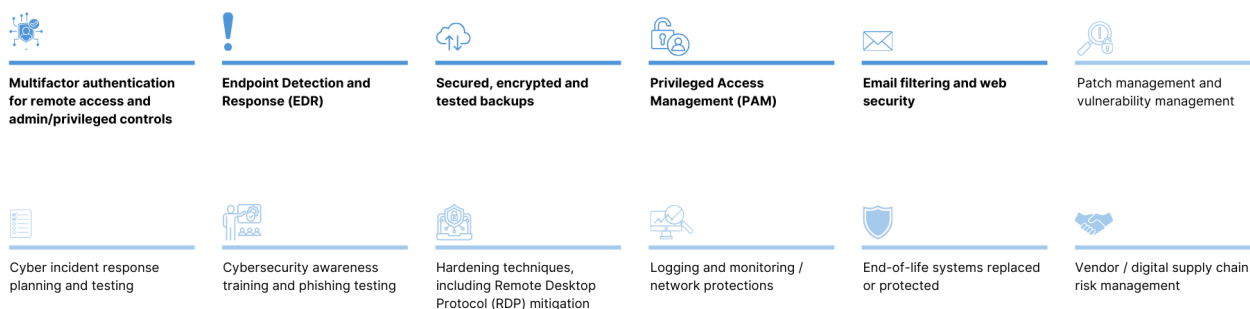 Multifactor authentication
for remote access and
admin/privileged controls
Endpoint Detection and
Response (EDR)
Secured, encrypted and
tested backups
Privileged Access
Management (PAM)
Email filtering and web
security
Patch management and
vulnerability management
Cyber incident response
planning and testing
Cybersecurity awareness
training and phishing testing
Hardening techniques,
including Remote Desktop
Protocol (RDP) mitigation
Logging and monitoring /
network protections
End-of-life systems replaced
or protected
Vendor / digital supply chain
risk management